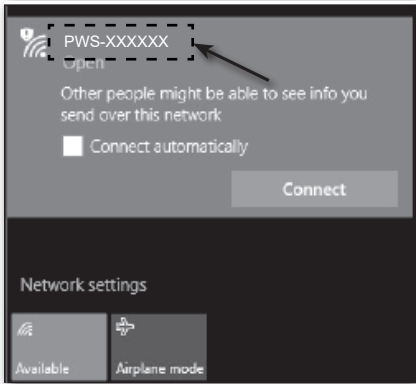 PWS-XXXXXX
Open
Other people might be able to see info you
send over this network
Connect automatically
Connect
Network settings
Available
Airplane mode